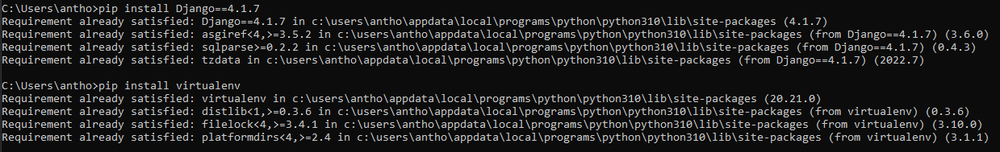 C:\Users\antho>pip install Django==4.1.7
Requirement already satisfied: Django==4.1.7 in c:\users\antho\appdata\local\programs\python\python310\lib\site-packages (4.1.7)
Requirement already satisfied: asgiref<4,>=3.5.2 in c:\users\antho\appdata\local\programs\python\python310\lib\site-packages (from Django==4.1.7) (3.6.0)
Requirement already satisfied: sqlparse>=0.2.2 in c:\users\antho\appdata\local\programs\python\python310\lib\site-packages (from Django==4.1.7) (0.4.3)
Requirement already satisfied: tzdata in c:\users\antho\appdata\local\programs\python\python310\lib\site-packages (from Django==4.1.7) (2022.7)
C:\Users\antho>pip install virtualenv
Requirement already satisfied: virtualenv in c:\users\antho\appdata\local\programs\python\python310\lib\site-packages (20.21.0)
Requirement already satisfied: distlib<1,>=0.3.6 in c:\users\antho\appdata\local\programs\python\python310\lib\site-packages (from virtualenv) (0.3.6)
Requirement already satisfied: filelock<4,>=3.4.1 in c:\users\antho\appdata\local\programs\python\python310\lib\site-packages (from virtualenv) (3.10.0)
Requirement already satisfied: platformdirs<4,>=2.4 in c:\users\antho\appdata\local\programs\python\python310\lib\site-packages (from virtualenv) (3.1.1)